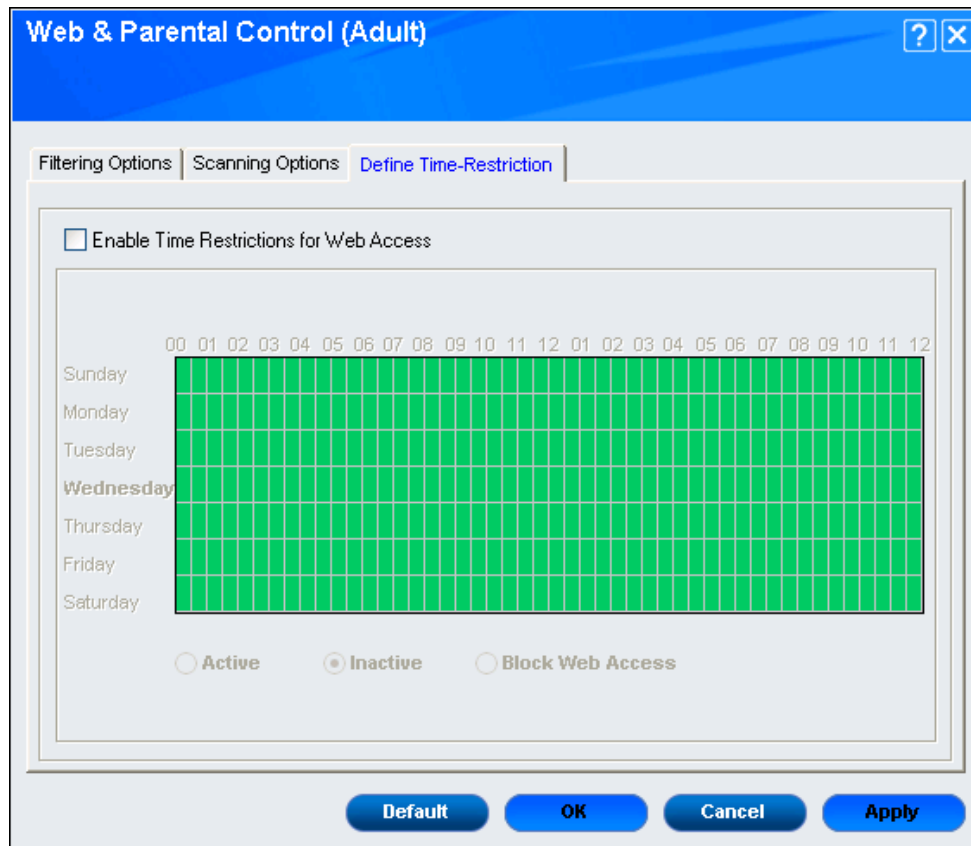 Web & Parental Control (Adult)
?
Filtering Options Scanning Options Define Time-Restriction
Enable Time Restrictions for Web Access
00 01 02 03 04 05 06 07 08 09 10 11 12 01 02 03 04 05 06 07 08 09 10 11 12
Sunday
Monday
Tuesday
Wednesday
Thursday
Friday
Saturday
Active Inactive Block Web Access
Default OK Cancel Apply